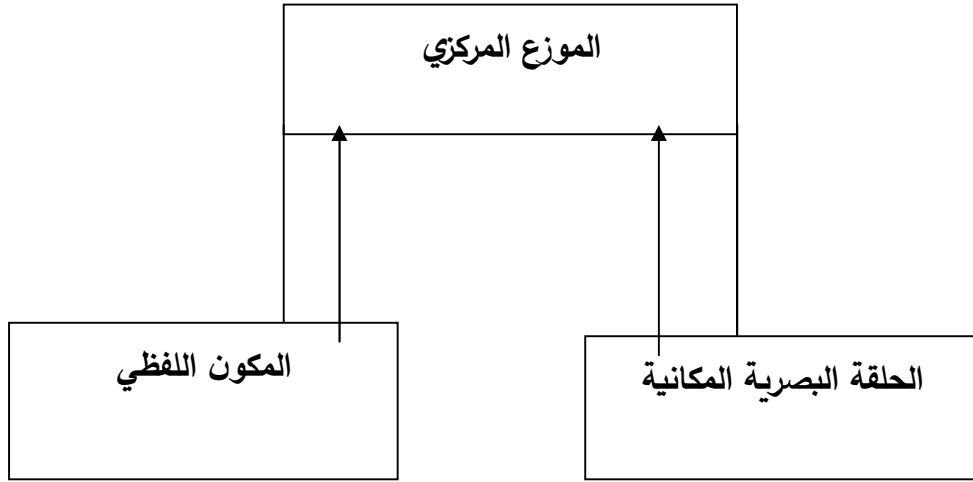 الموزع المركزي
الحلقة البصرية المكانية
المكون اللفظي